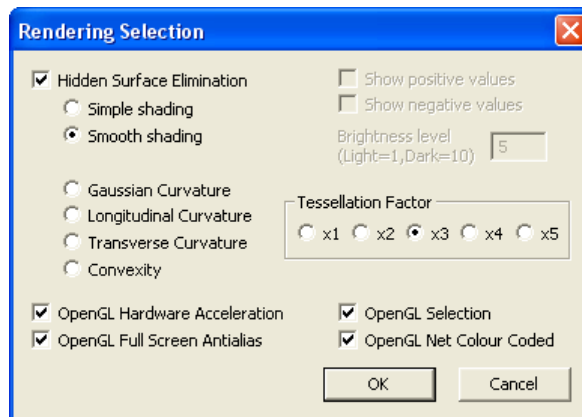 Rendering Selection
Hidden Surface Elimination
Simple shading
Smooth shading
Show positive values
Show negative values
Brightness level
(Light=1,Dark=10)
5
Gaussian Curvature
Longitudinal Curvature
Transverse Curvature
Convexity
Tessellation Factor
x1 x2 x3 x4 x5
OpenGL Hardware Acceleration
OpenGL Full Screen Antialias
OpenGL Selection
OpenGL Net Colour Coded
OK Cancel